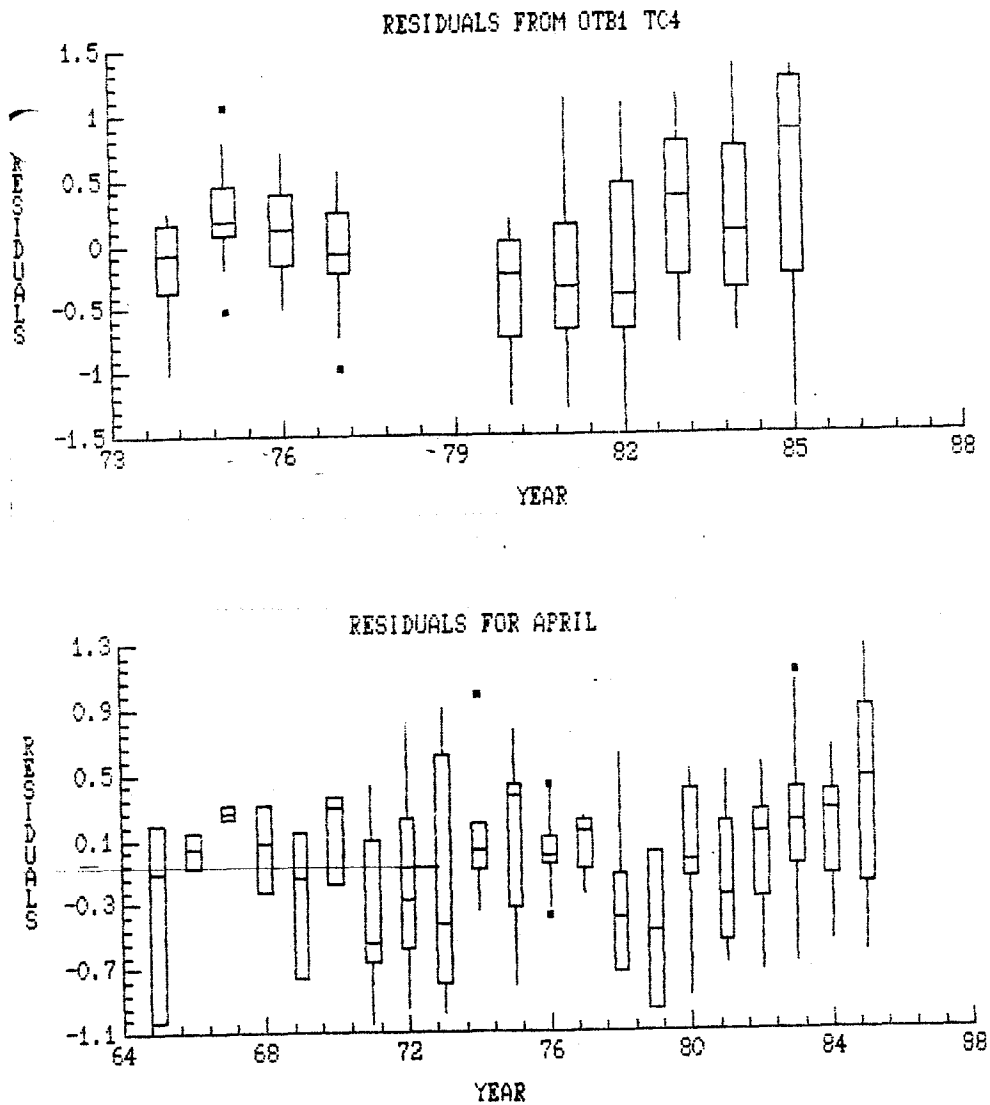 RESIDUALS FROM OTB1 TC4
1.5
1
0.5
0
-0.5
-1
-1.5
RESIDUALS
73 76 79 82 85 88
YEAR
RESIDUALS FOR APRIL
1.3
0.9
0.5
0.1
-0.3
-0.7
-1.1
RESIDUALS
64 68 72 76 80 84 88
YEAR